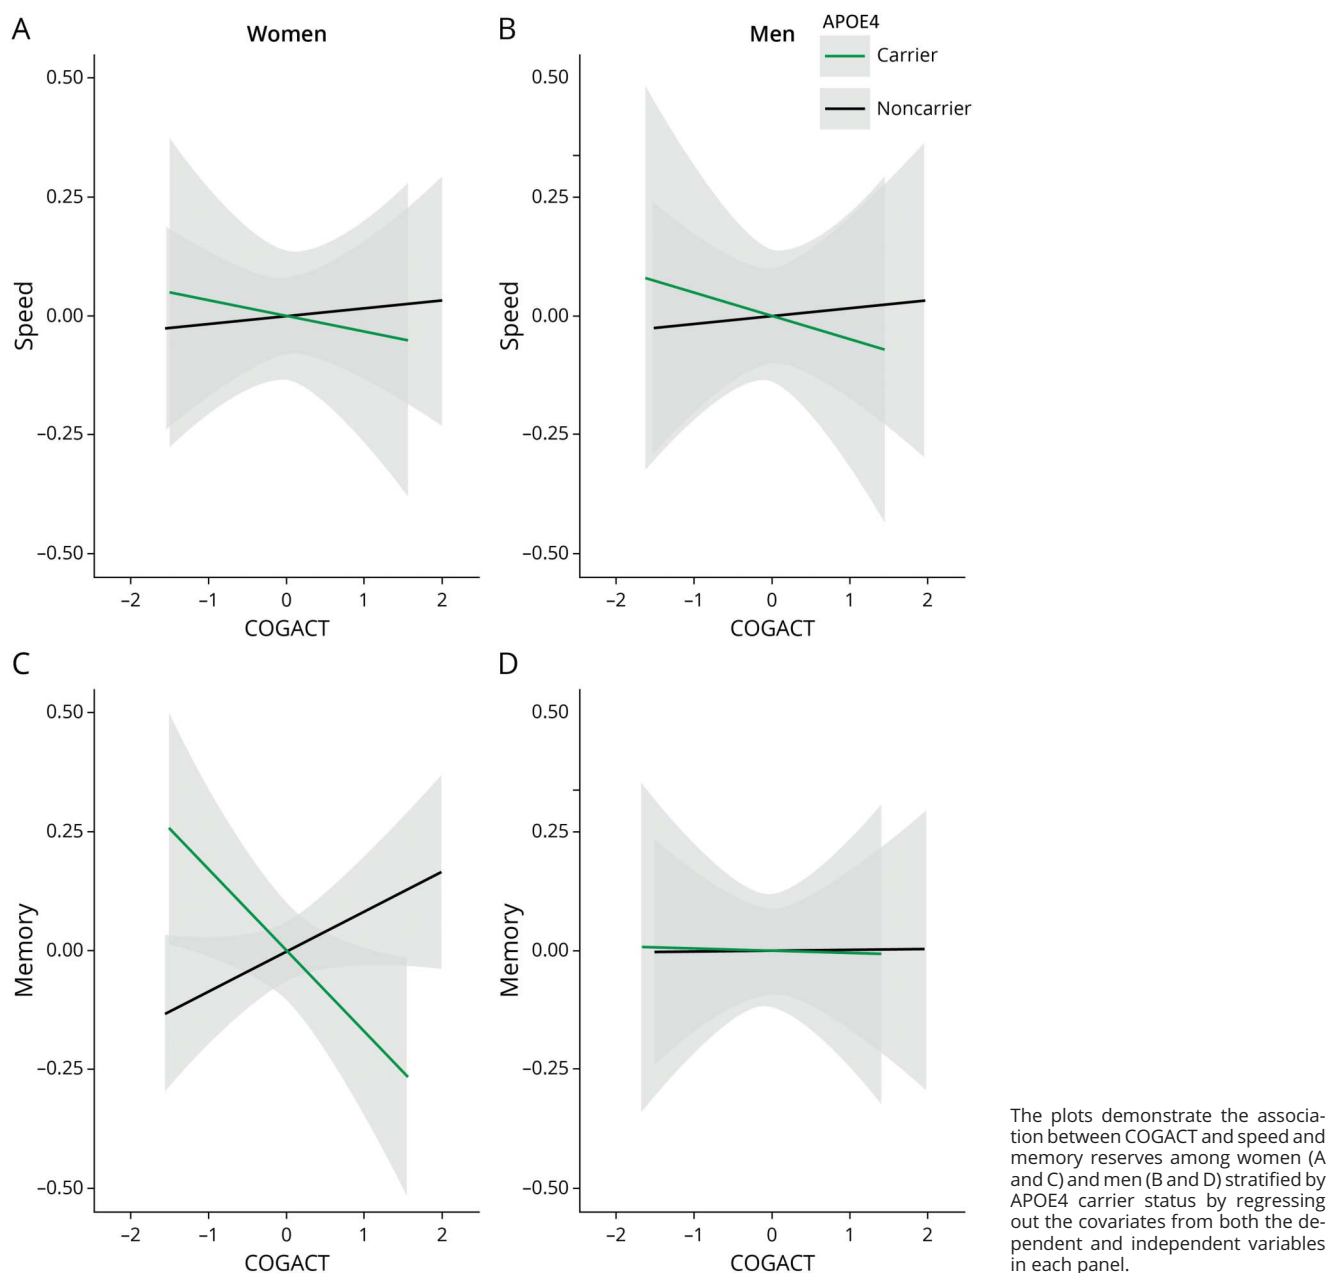 A
Women
B
Men
APOE4
Carrier
Noncarrier
0.50
0.25
0.00
–0.25
–0.50
Speed
–2 –1 0 1 2
COGACT
0.50
0.25
0.00
–0.25
–0.50
Speed
–2 –1 0 1 2
COGACT
C
0.50
0.25
0.00
–0.25
–0.50
Memory
–2 –1 0 1 2
COGACT
D
0.50
0.25
0.00
–0.25
–0.50
Memory
–2 –1 0 1 2
COGACT
The plots demonstrate the associa-
tion between COGACT and speed and
memory reserves among women (A
and C) and men (B and D) stratified by
APOE4 carrier status by regressing
out the covariates from both the de-
pendent and independent variables
in each panel.